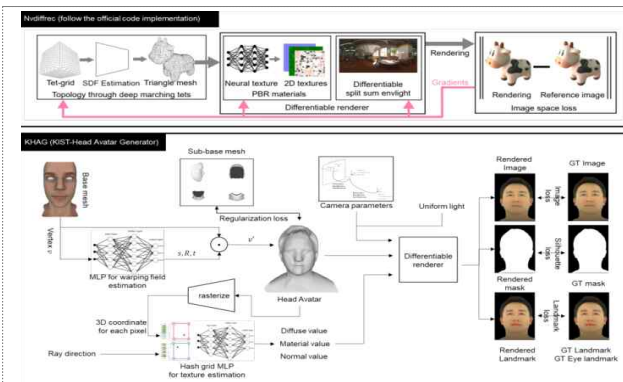 Nvdiffrec (follow the official code implementation)
Rendering
Gradients
Tet-grid
SDF Estimation
Triangle mesh
Topology through deep marching tets
Neural texture
2D textures
PBR materials
Differentiable
split sum envlight
Differentiable renderer
Rendering
Reference image
Image space loss
KHAG (KIST-Head Avatar Generator)
Base mesh
Sub-base mesh
Regularization loss
Camera parameters
Uniform light
Vertex v
MLP for warping field
estimation
s, R, t
v'
Head Avatar
rasterize
Differentiable
renderer
3D coordinate
for each pixel
Ray direction
Hash grid MLP
for texture estimation
Diffuse value
Material value
Normal value
Rendered
Image
GT Image
Image
loss
Silhouette
loss
Rendered
mask
GT mask
Landmark
loss
Rendered
Landmark
GT Landmark
GT Eye landmark